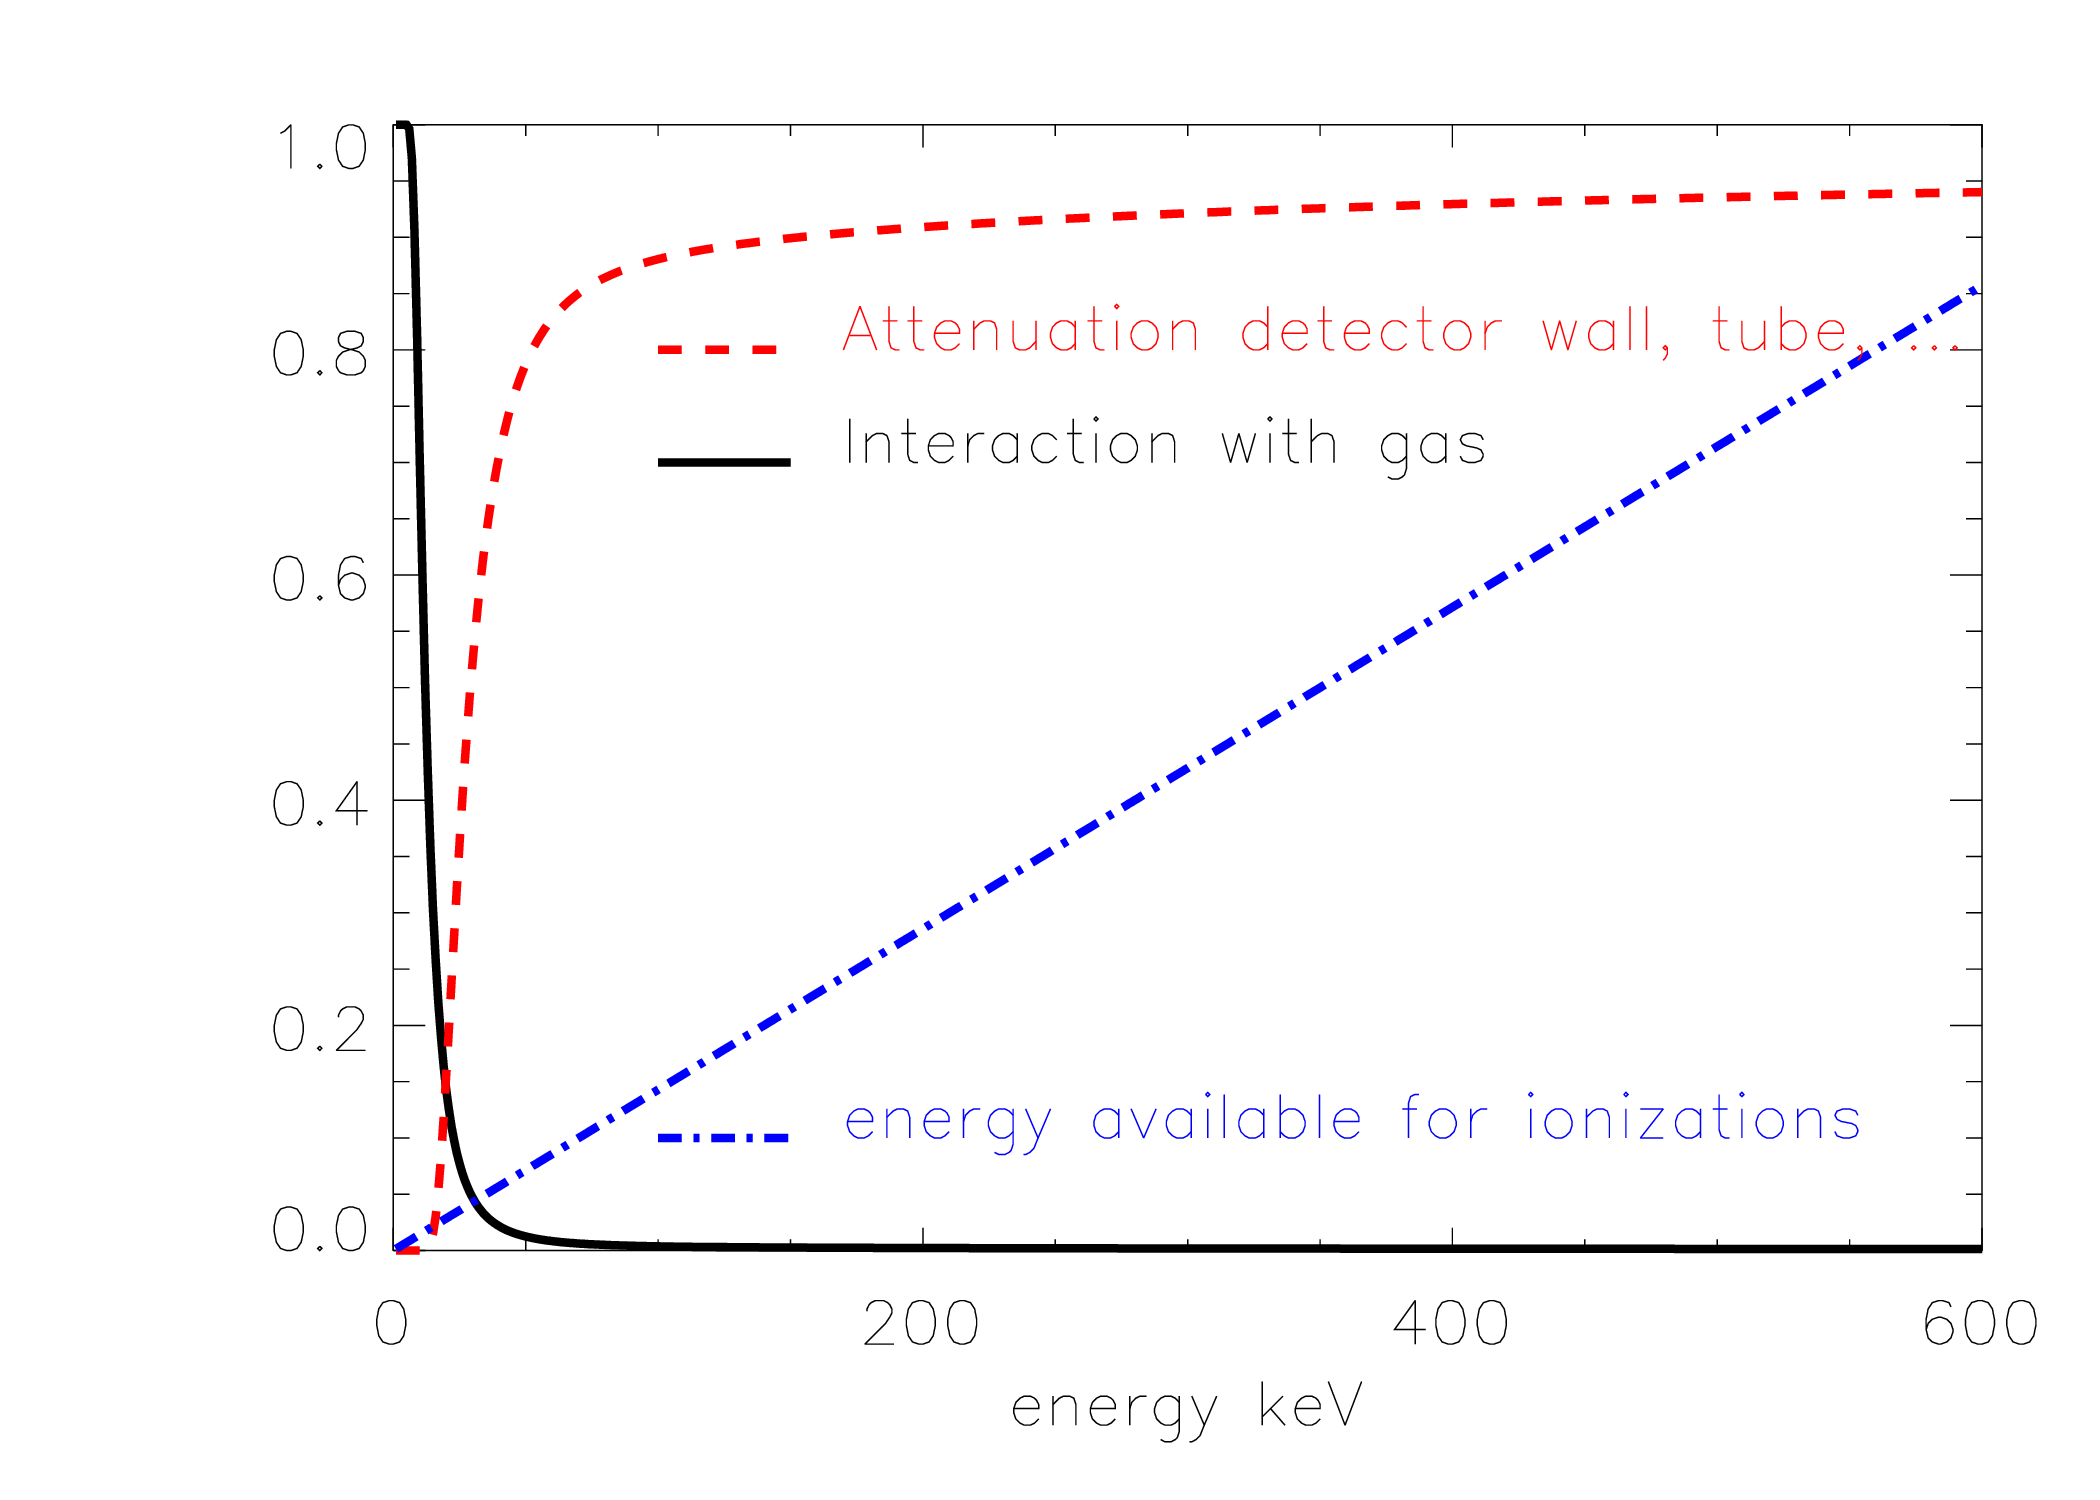 1.0
Attenuation detector wall, tube, ...
0.8
Interaction with gas
0.6
0.4
0.2
energy available for ionizations
0.0
0 200 400 600
energy keV